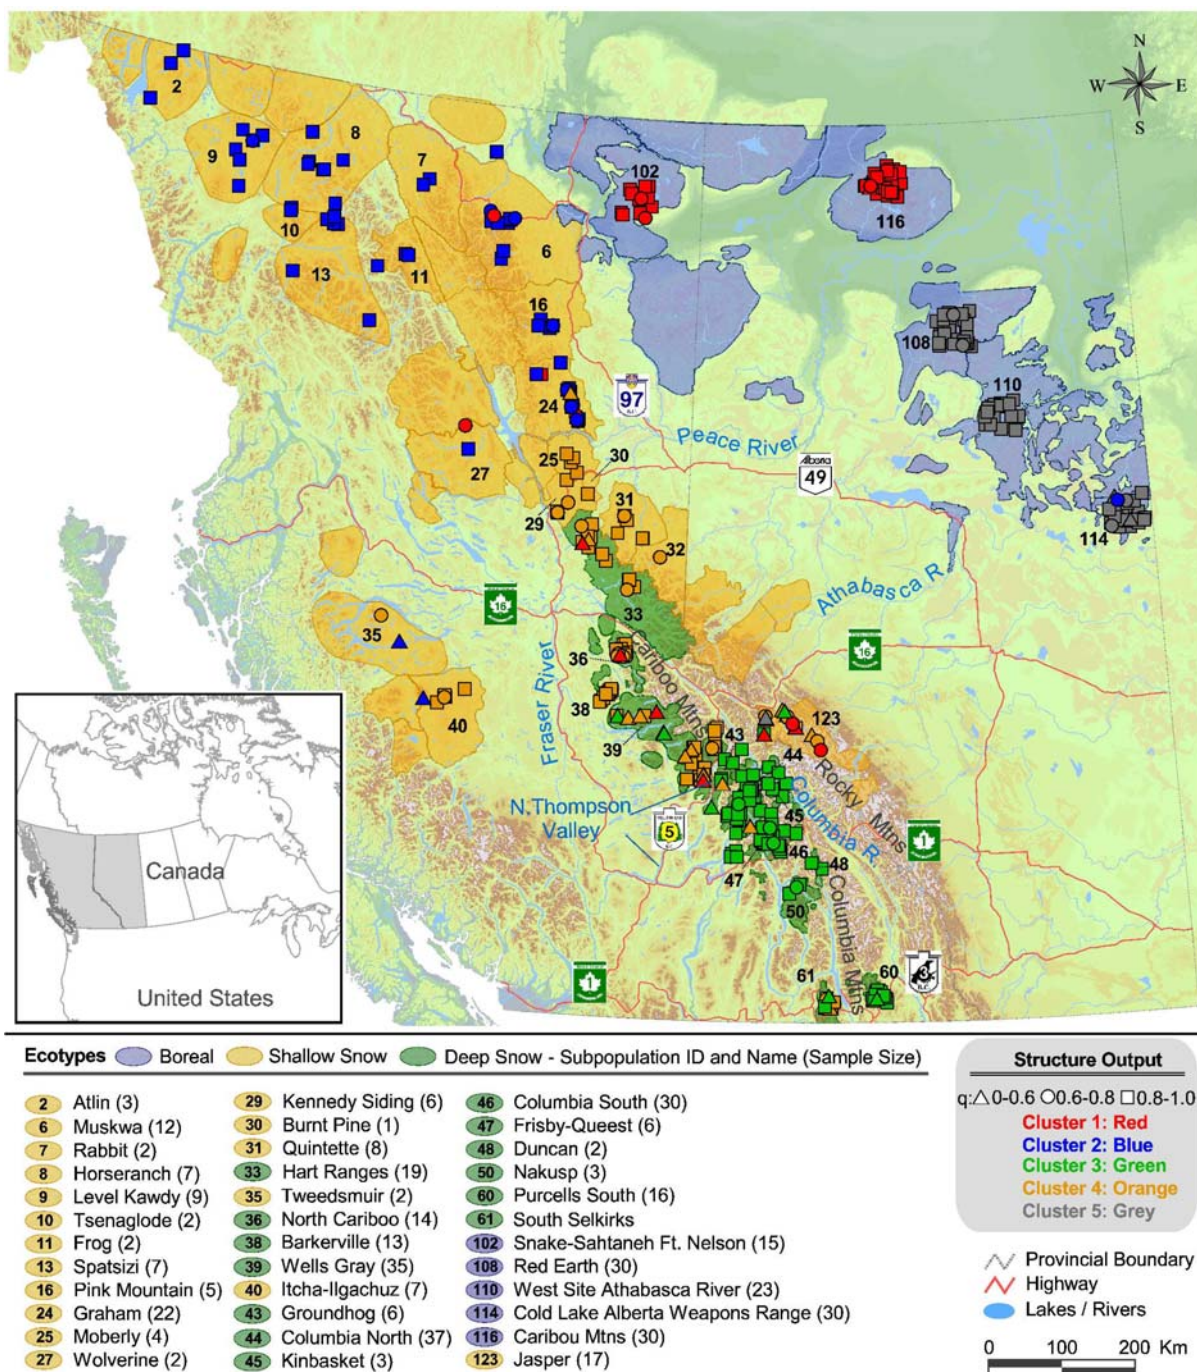 N
W E
S
2
8
9
7
102
116
10
6
13
11
16
108
97
B.C.
24
110
Peace River
Alberta
49
25
30
27
31
29
114
32
16
Athabasca R.
35
33
16
Fraser River
Cariboo Mtns
36
38
40
123
43
39
44
Rocky Mtns
N.Thompson
Valley
5
Columbia R.
45
1
46
48
47
Columbia Mtns
50
Canada
United States
1
61
60
3
B.C.
Ecotypes Boreal Shallow Snow Deep Snow - Subpopulation ID and Name (Sample Size)
2 Atlin (3)
6 Muskwa (12)
7 Rabbit (2)
8 Horseranch (7)
9 Level Kawdy (9)
10 Tsenaglode (2)
11 Frog (2)
13 Spatsizi (7)
16 Pink Mountain (5)
24 Graham (22)
25 Moberly (4)
27 Wolverine (2)
29 Kennedy Siding (6)
30 Burnt Pine (1)
31 Quintette (8)
33 Hart Ranges (19)
35 Tweedsmuir (2)
36 North Cariboo (14)
38 Barkerville (13)
39 Wells Gray (35)
40 Itcha-Ilgachuz (7)
43 Groundhog (6)
44 Columbia North (37)
45 Kinbasket (3)
46 Columbia South (30)
47 Frisby-Queest (6)
48 Duncan (2)
50 Nakusp (3)
60 Purcells South (16)
61 South Selkirks
102 Snake-Sahtaneh Ft. Nelson (15)
108 Red Earth (30)
110 West Site Athabasca River (23)
114 Cold Lake Alberta Weapons Range (30)
116 Caribou Mtns (30)
123 Jasper (17)
Structure Output
q: 0-0.6 0.6-0.8 0.8-1.0
Cluster 1: Red
Cluster 2: Blue
Cluster 3: Green
Cluster 4: Orange
Cluster 5: Grey
Provincial Boundary
Highway
Lakes / Rivers
0 100 200 Km